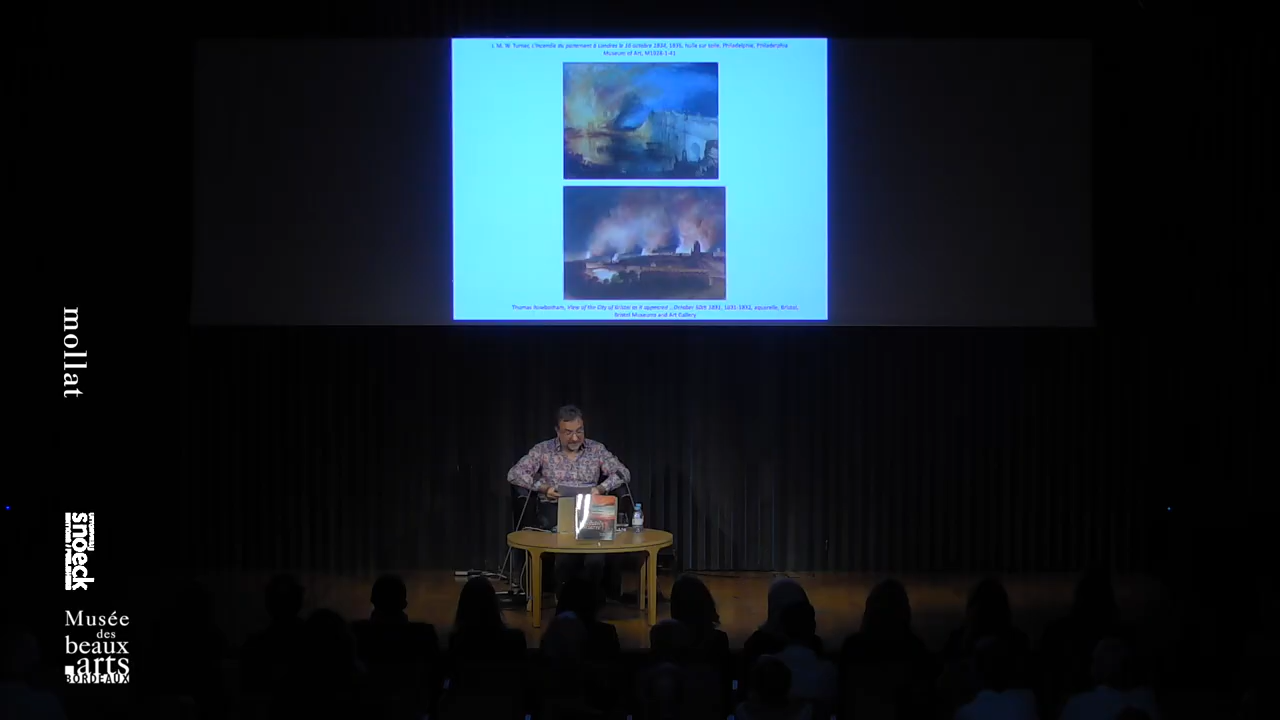 J. M. W. Turner, L'incendie du parlement à Londres le 16 octobre 1834, 1835, huile sur toile, Philadelphie, Philadelphia
Museum of Art, M1928-1-41
Thomas Rowbotham, View of the City of Bristol as it appeared... October 30th 1831, 1831-1832, aquarelle, Bristol,
Bristol Museums and Art Gallery
mollat
snoeck
Musée
des
beaux
arts
BORDEAUX